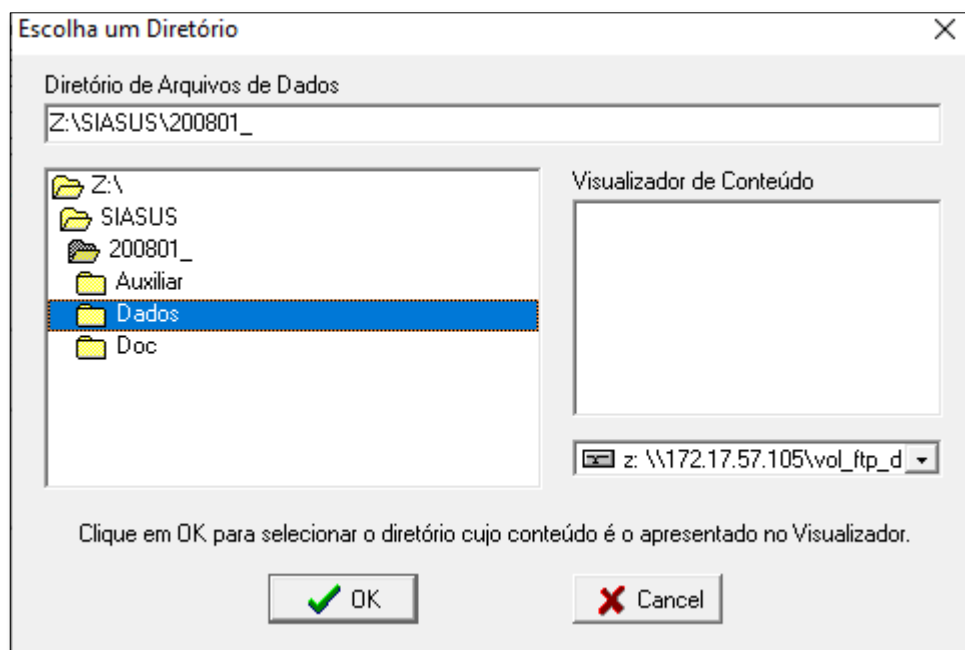 Escolha um Diretório
Diretório de Arquivos de Dados
Z:\SIASUS\200801_
Z:\
SIASUS
200801_
Auxiliar
Dados
Doc
Visualizador de Conteúdo
z: \\172.17.57.105\vol_ftp_d
Clique em OK para selecionar o diretório cujo conteúdo é o apresentado no Visualizador.
OK
Cancel